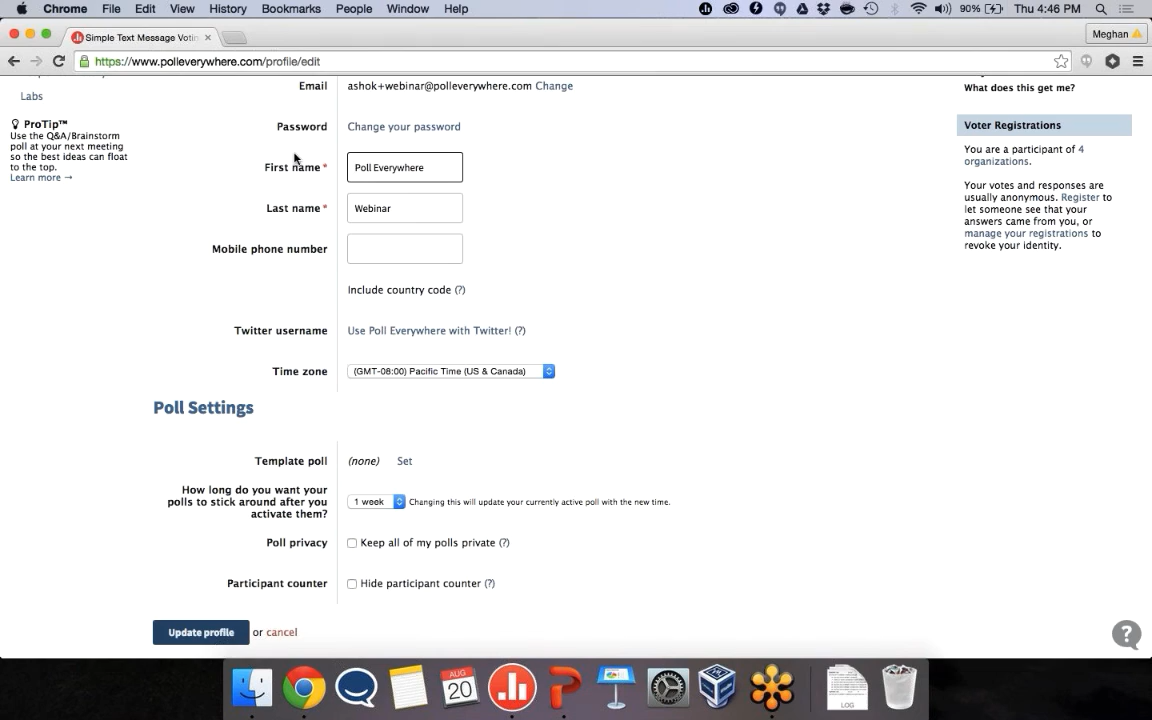 Chrome File Edit View History Bookmarks People Window Help 90% Thu 4:46 PM
Simple Text Message Votin × Meghan
https://www.polleverywhere.com/profile/edit
Labs
ProTip™
Use the Q&A/Brainstorm
poll at your next meeting
so the best ideas can float
to the top.
Learn more →
Email ashok+webinar@polleverywhere.com Change
Password Change your password
First name * Poll Everywhere
Last name * Webinar
Mobile phone number
Include country code (?)
Twitter username Use Poll Everywhere with Twitter! (?)
Time zone (GMT-08:00) Pacific Time (US & Canada)
Poll Settings
Template poll (none) Set
How long do you want your
polls to stick around after you
activate them?
1 week Changing this will update your currently active poll with the new time.
Poll privacy Keep all of my polls private (?)
Participant counter Hide participant counter (?)
Update profile or cancel
What does this get me?
Voter Registrations
You are a participant of 4
organizations.
Your votes and responses are
usually anonymous. Register to
let someone see that your
answers came from you, or
manage your registrations to
revoke your identity.
?
AUG
20
LOG